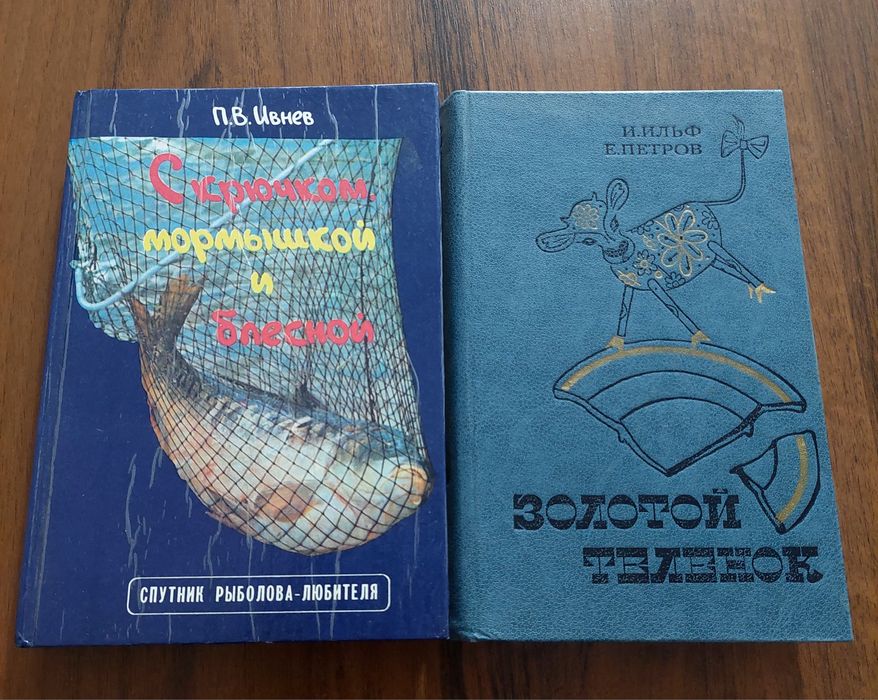 П.В. Ивнев
С крючком,
мормышкой
и
блесной
СПУТНИК РЫБОЛОВА-ЛЮБИТЕЛЯ
И.ИЛЬФ
Е.ПЕТРОВ
ЗОЛОТОЙ
ТЕЛЕНОК